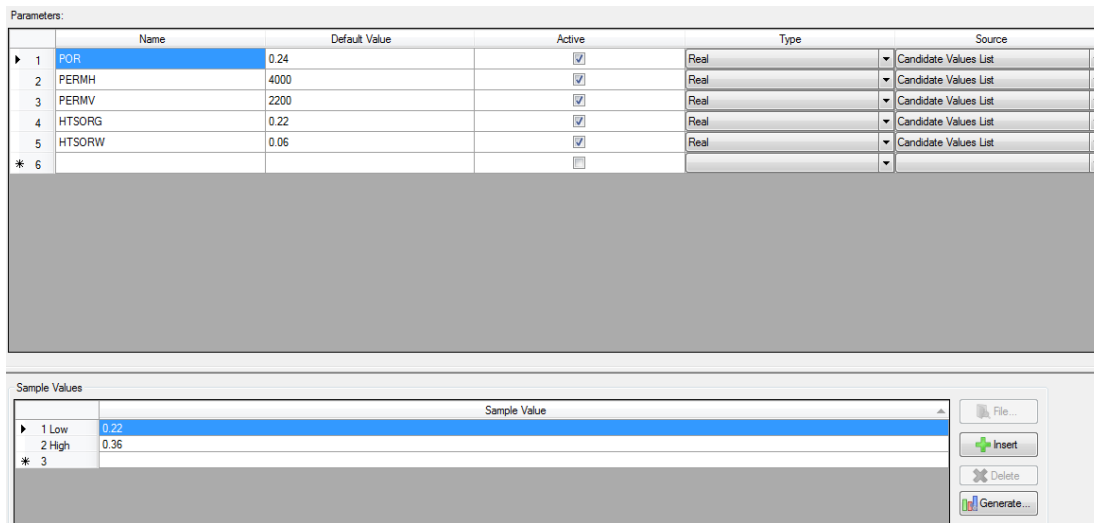 Parameters:
Name Default Value Active Type Source
1 POR 0.24 Real Candidate Values List
2 PERMH 4000 Real Candidate Values List
3 PERMV 2200 Real Candidate Values List
4 HTSORG 0.22 Real Candidate Values List
5 HTSORW 0.06 Real Candidate Values List
* 6
Sample Values
Sample Value
1 Low 0.22
2 High 0.36
* 3
File...
Insert
Delete
Generate...